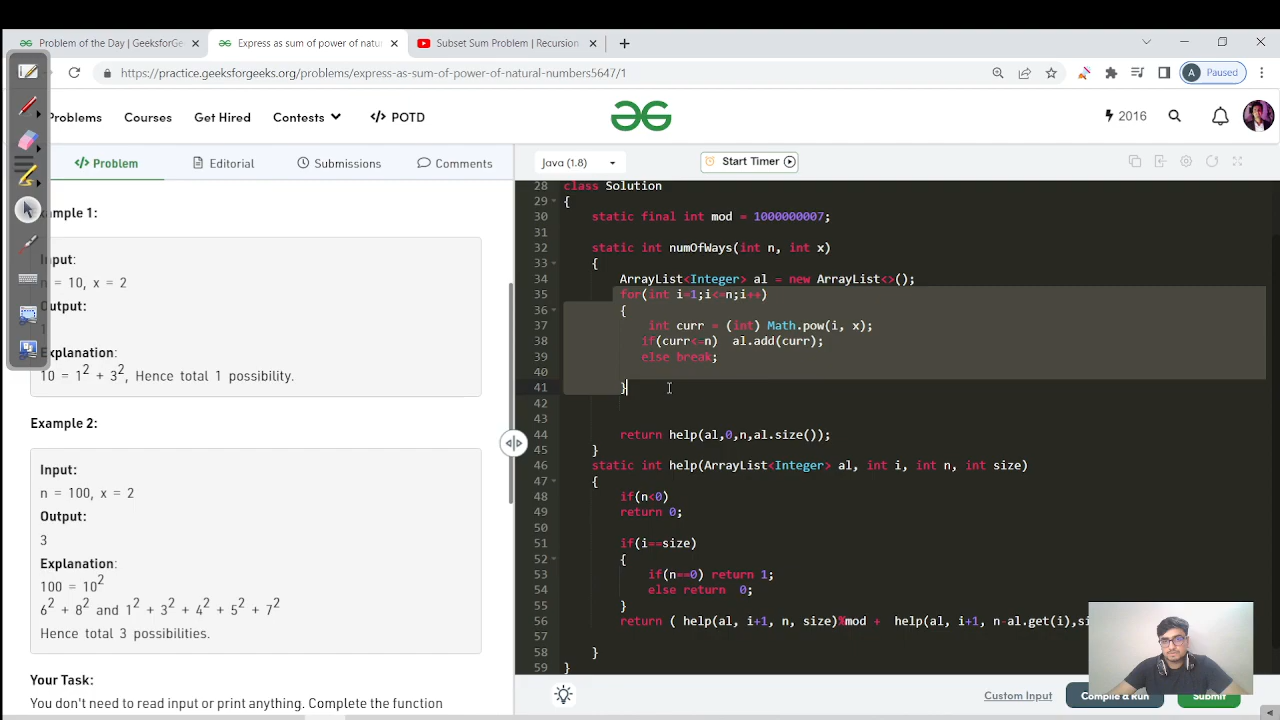 Problem of the Day | GeeksforGe
Express as sum of power of natu
Subset Sum Problem | Recursion
https://practice.geeksforgeeks.org/problems/express-as-sum-of-power-of-natural-numbers5647/1
A Paused
Courses
Get Hired
Contests
</> POTD
2016
</> Problem
Editorial
Submissions
Comments
Java (1.8)
Start Timer
Example 1:
n = 10, x = 2
Explanation:
10 = 1² + 3², Hence total 1 possibility.
Example 2:
Input:
n = 100, x = 2
Output:
3
Explanation:
100 = 10²
6² + 8² and 1² + 3² + 4² + 5² + 7²
Hence total 3 possibilities.
Your Task:
You don't need to read input or print anything. Complete the function
28 class Solution
29 {
30 static final int mod = 1000000007;
31
32 static int numOfWays(int n, int x)
33 {
34 ArrayList<Integer> al = new ArrayList<>();
35 for(int i=1;i<=n;i++)
36 {
37 int curr = (int) Math.pow(i, x);
38 if(curr<=n) al.add(curr);
39 else break;
40
41 }
42
43
44 return help(al,0,n,al.size());
45 }
46 static int help(ArrayList<Integer> al, int i, int n, int size)
47 {
48 if(n<0)
49 return 0;
50
51 if(i==size)
52 {
53 if(n==0) return 1;
54 else return 0;
55 }
56 return ( help(al, i+1, n, size)%mod + help(al, i+1, n-al.get(i),si
57
58 }
59 }
Custom Input
Compile & Run
Submit